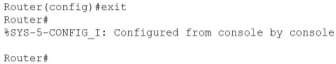 Router(config)#exit
Router#
%SYS-5-CONFIG_I: Configured from console by console
Router#